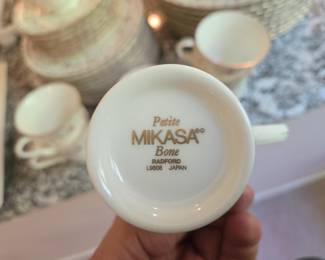 Petite
MIKASA
Bone
RADFORD
L9808 JAPAN